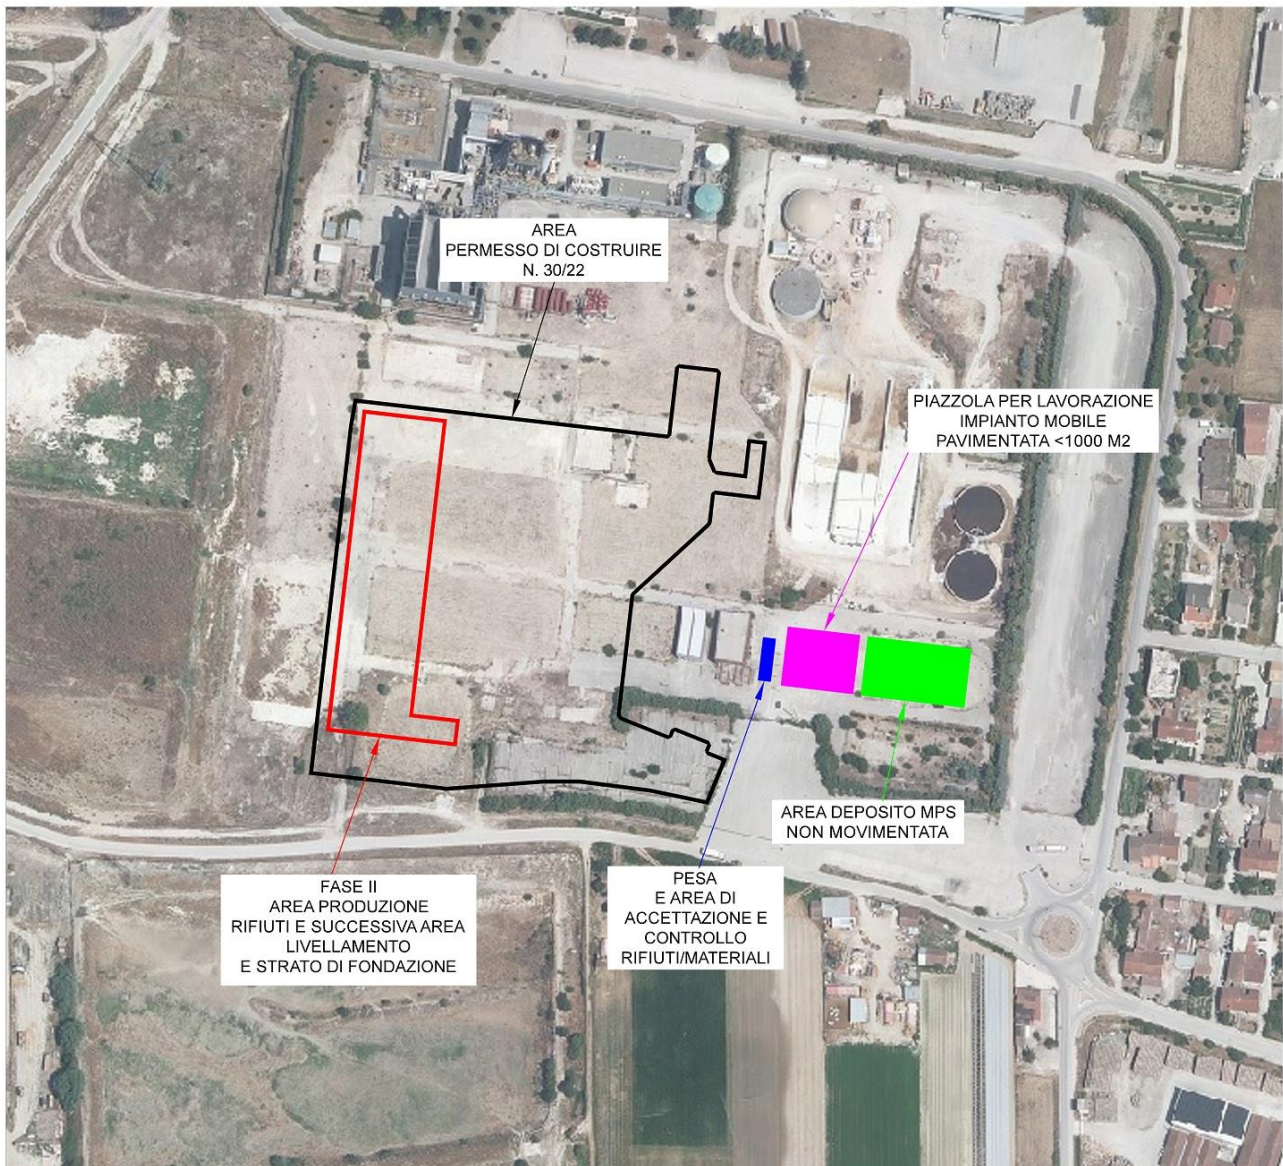 AREA
PERMESSO DI COSTRUIRE
N. 30/22
PIAZZOLA PER LAVORAZIONE
IMPIANTO MOBILE
PAVIMENTATA <1000 M2
AREA DEPOSITO MPS
NON MOVIMENTATA
FASE II
AREA PRODUZIONE
RIFIUTI E SUCCESSIVA AREA
LIVELLAMENTO
E STRATO DI FONDAZIONE
PESA
E AREA DI
ACCETTAZIONE E
CONTROLLO
RIFIUTI/MATERIALI